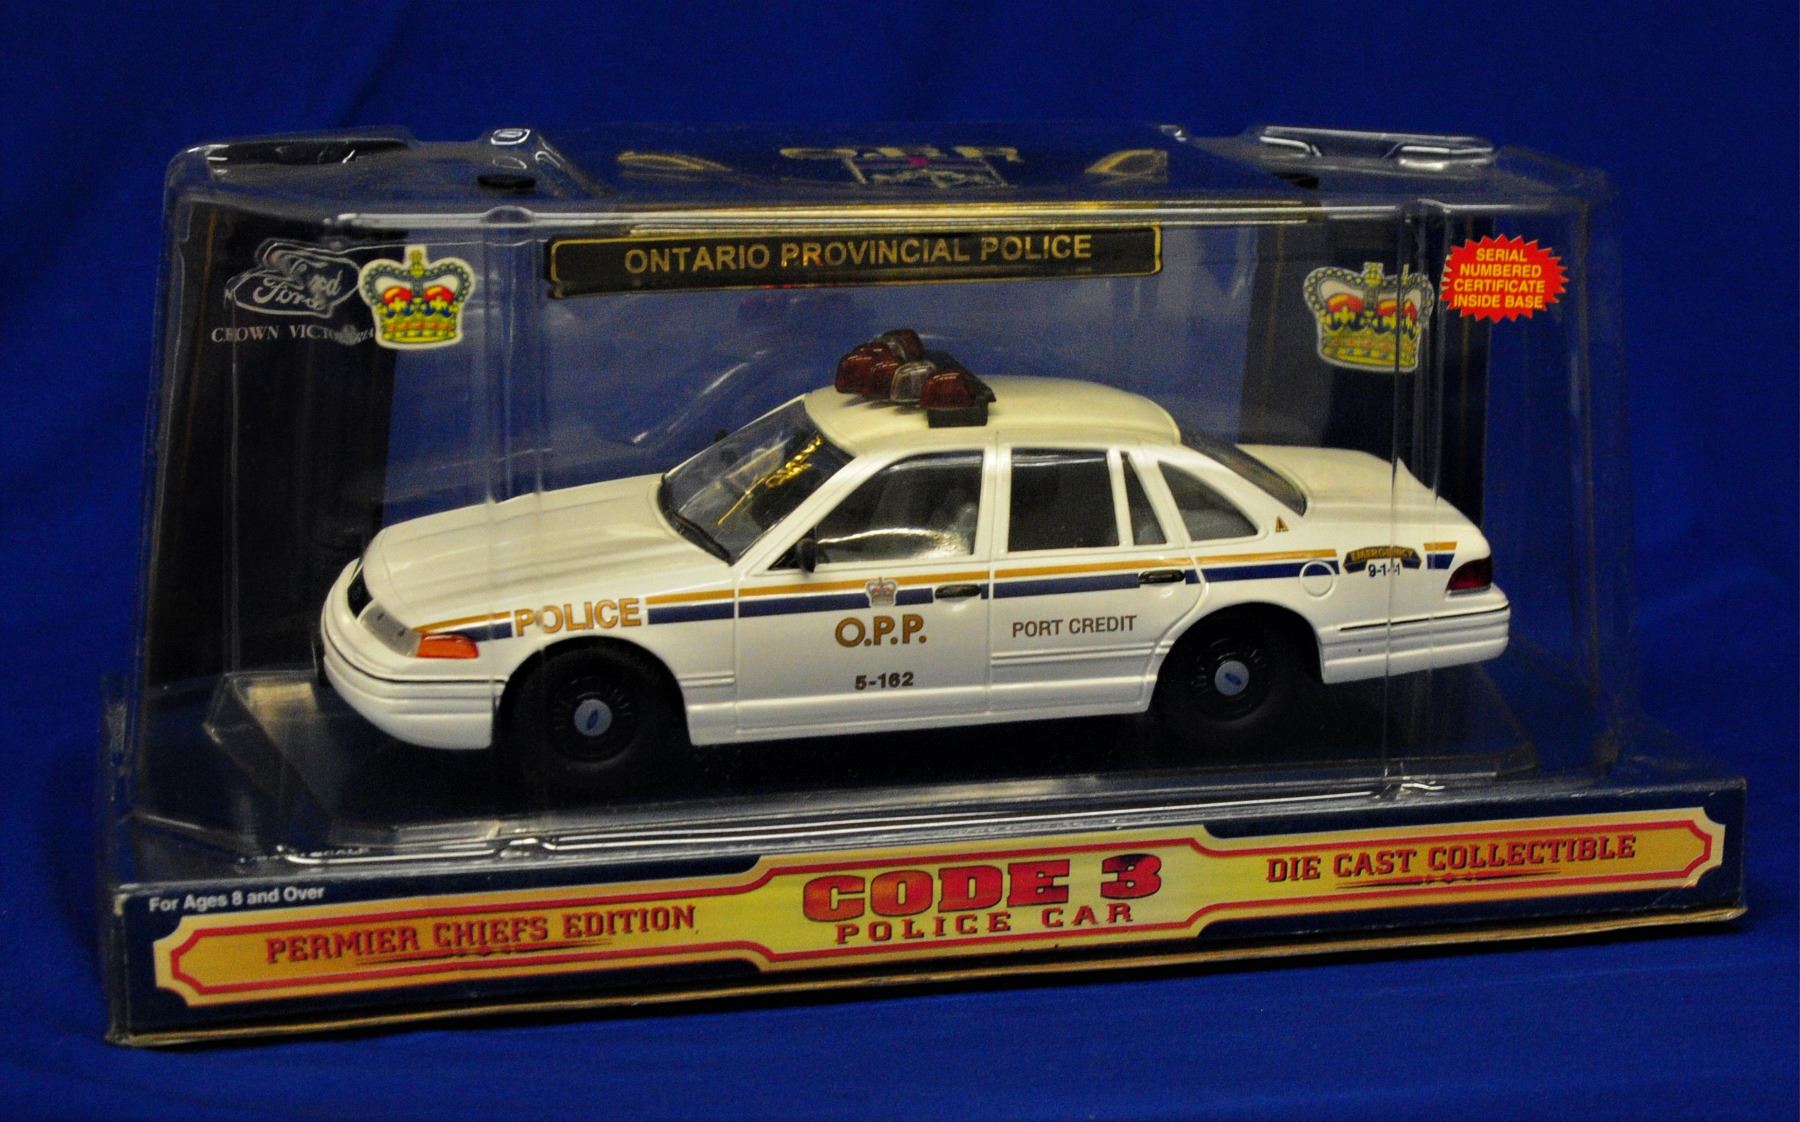 ONTARIO PROVINCIAL POLICE
Ford
CROWN VICTORIA
SERIAL
NUMBERED
CERTIFICATE
INSIDE BASE
POLICE
O.P.P.
5-162
PORT CREDIT
EMERGENCY
9-1-1
For Ages 8 and Over
PERMIER CHIEFS EDITION
CODE 3
POLICE CAR
DIE CAST COLLECTIBLE